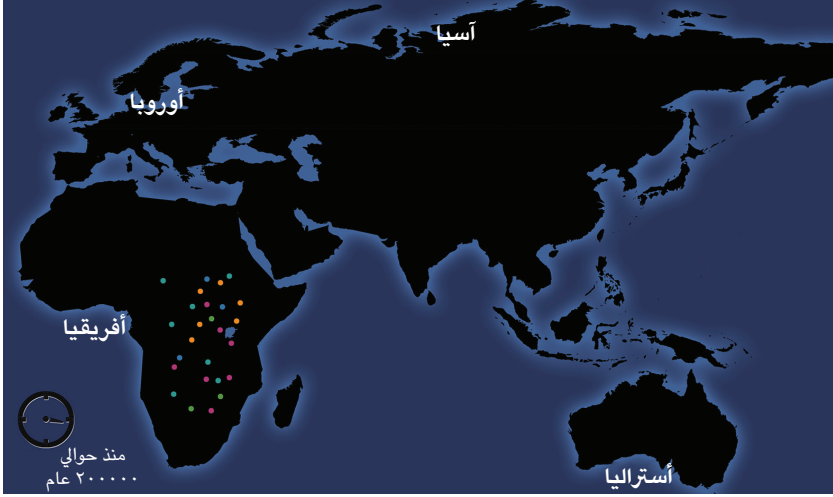 آسيا
أوروبا
أفريقيا
أستراليا
منذ حوالي
٢٠٠٠٠٠ عام